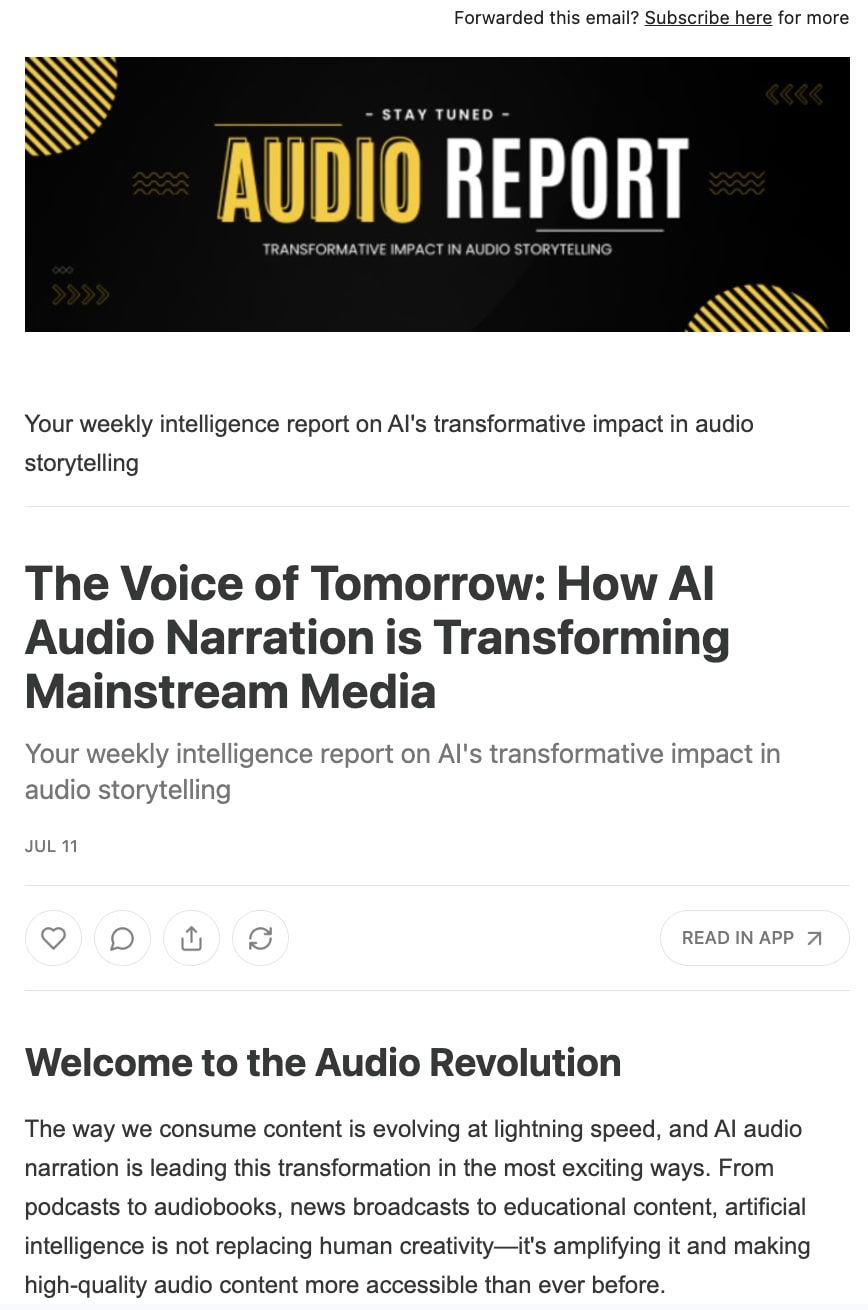 Forwarded this email? Subscribe here for more
- STAY TUNED -
AUDIO REPORT
TRANSFORMATIVE IMPACT IN AUDIO STORYTELLING
Your weekly intelligence report on AI's transformative impact in audio
storytelling
The Voice of Tomorrow: How AI
Audio Narration is Transforming
Mainstream Media
Your weekly intelligence report on AI's transformative impact in
audio storytelling
JUL 11
READ IN APP
Welcome to the Audio Revolution
The way we consume content is evolving at lightning speed, and AI audio
narration is leading this transformation in the most exciting ways. From
podcasts to audiobooks, news broadcasts to educational content, artificial
intelligence is not replacing human creativity—it's amplifying it and making
high-quality audio content more accessible than ever before.